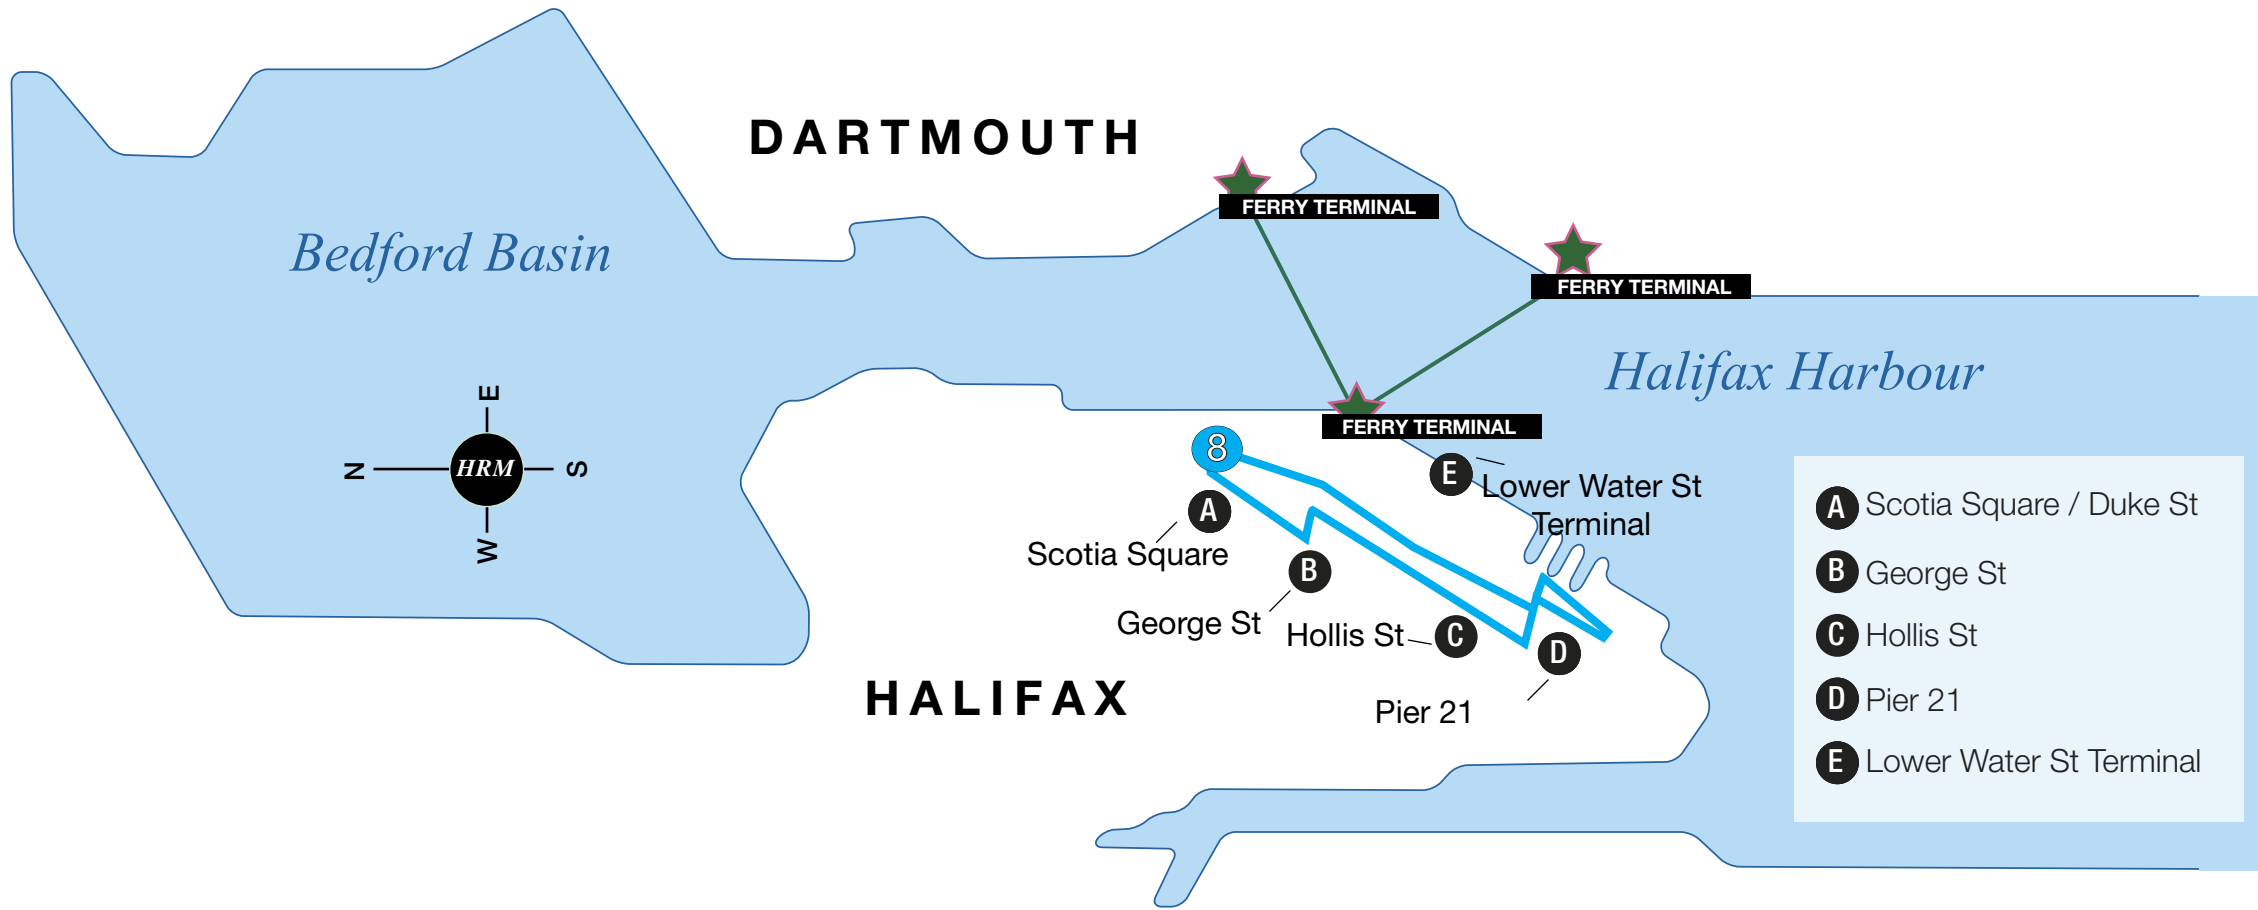 DARTMOUTH
FERRY TERMINAL
Bedford Basin
FERRY TERMINAL
Halifax Harbour
E
N
HRM
S
W
FERRY TERMINAL
8
E
Lower Water St
Terminal
A
Scotia Square
B
George St
Hollis St
C
D
Pier 21
HALIFAX
A Scotia Square / Duke St
B George St
C Hollis St
D Pier 21
E Lower Water St Terminal